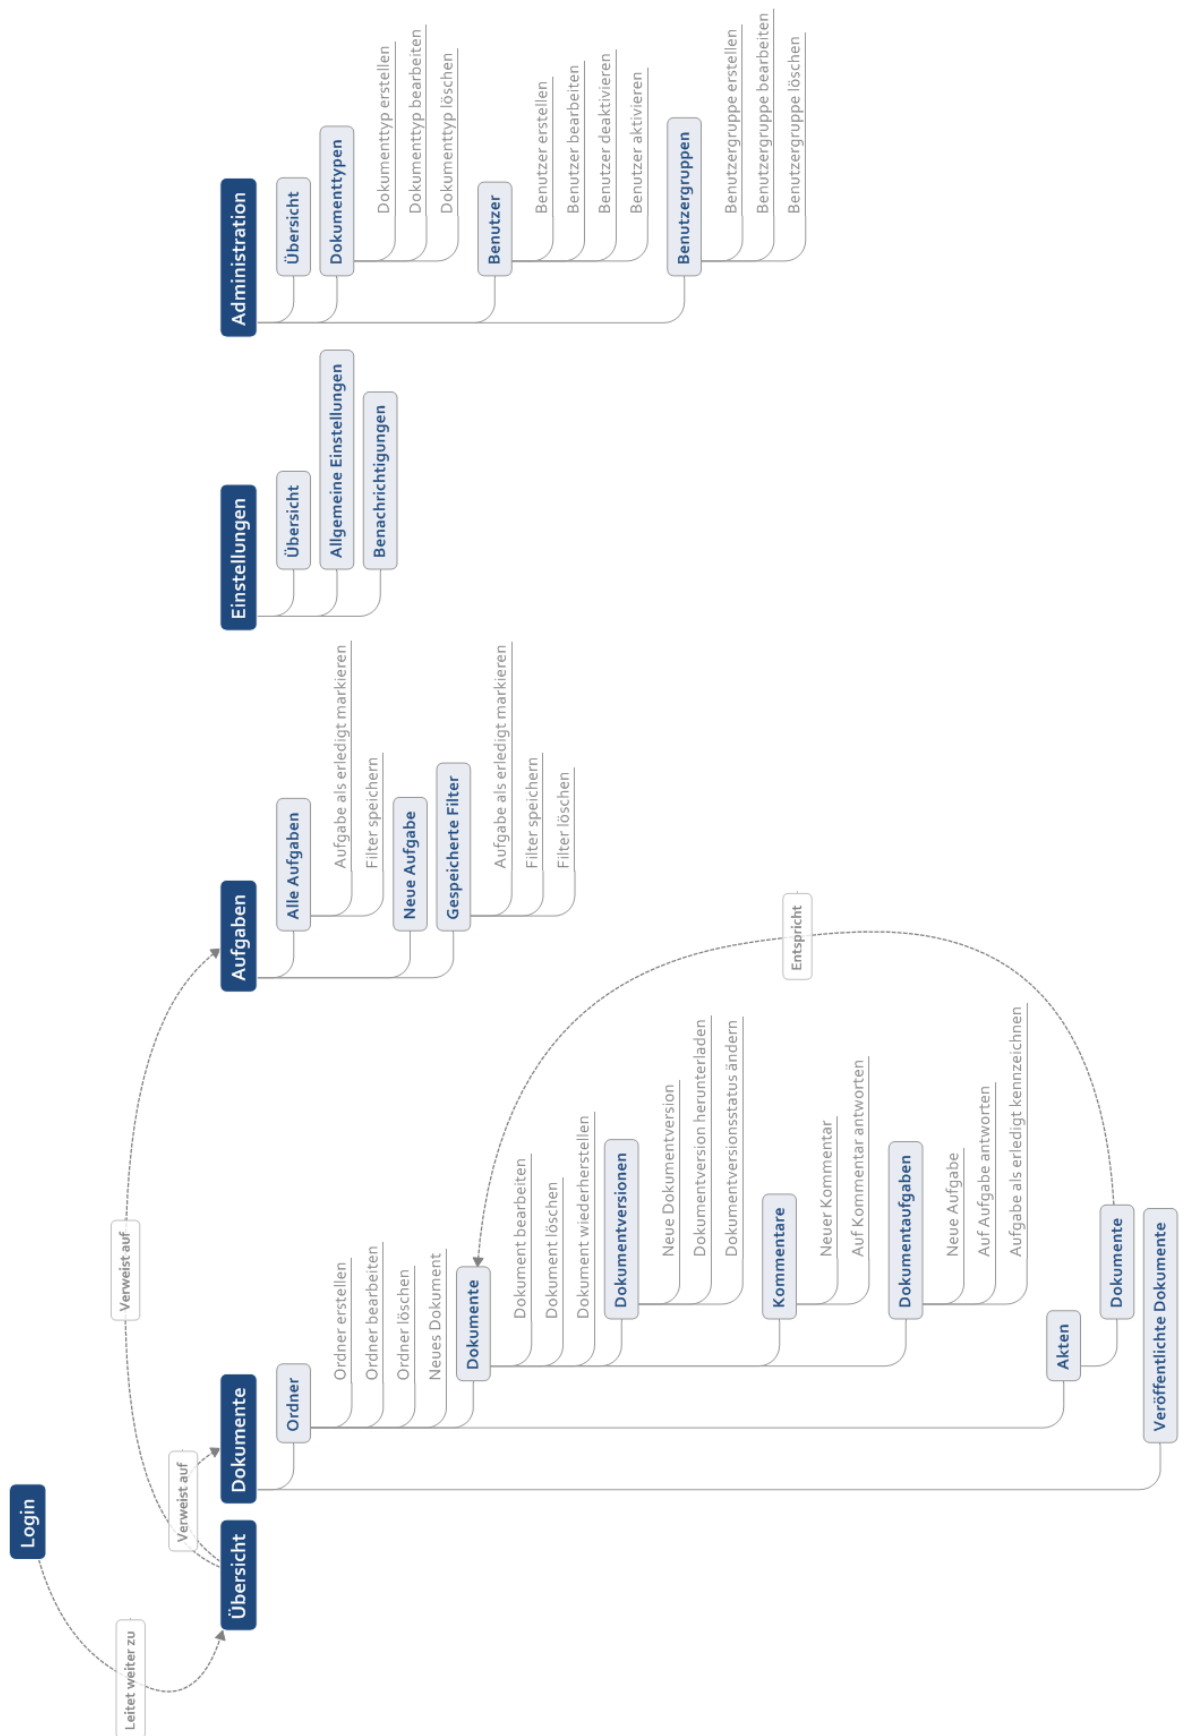 Login
Leitet weiter zu
Verweist auf
Verweist auf
Übersicht
Dokumente
Ordner
Ordner erstellen
Ordner bearbeiten
Ordner löschen
Neues Dokument
Dokumente
Dokument bearbeiten
Dokument löschen
Dokument wiederherstellen
Dokumentversionen
Neue Dokumentversion
Dokumentversion herunterladen
Dokumentversionsstatus ändern
Kommentare
Neuer Kommentar
Auf Kommentar antworten
Dokumentaufgaben
Neue Aufgabe
Auf Aufgabe antworten
Aufgabe als erledigt kennzeichnen
Akten
Dokumente
Veröffentlichte Dokumente
Entspricht
Aufgaben
Alle Aufgaben
Aufgabe als erledigt markieren
Filter speichern
Neue Aufgabe
Gespeicherte Filter
Aufgabe als erledigt markieren
Filter speichern
Filter löschen
Einstellungen
Übersicht
Allgemeine Einstellungen
Benachrichtigungen
Administration
Übersicht
Dokumenttypen
Dokumenttyp erstellen
Dokumenttyp bearbeiten
Dokumenttyp löschen
Benutzer
Benutzer erstellen
Benutzer bearbeiten
Benutzer deaktivieren
Benutzer aktivieren
Benutzergruppen
Benutzergruppe erstellen
Benutzergruppe bearbeiten
Benutzergruppe löschen